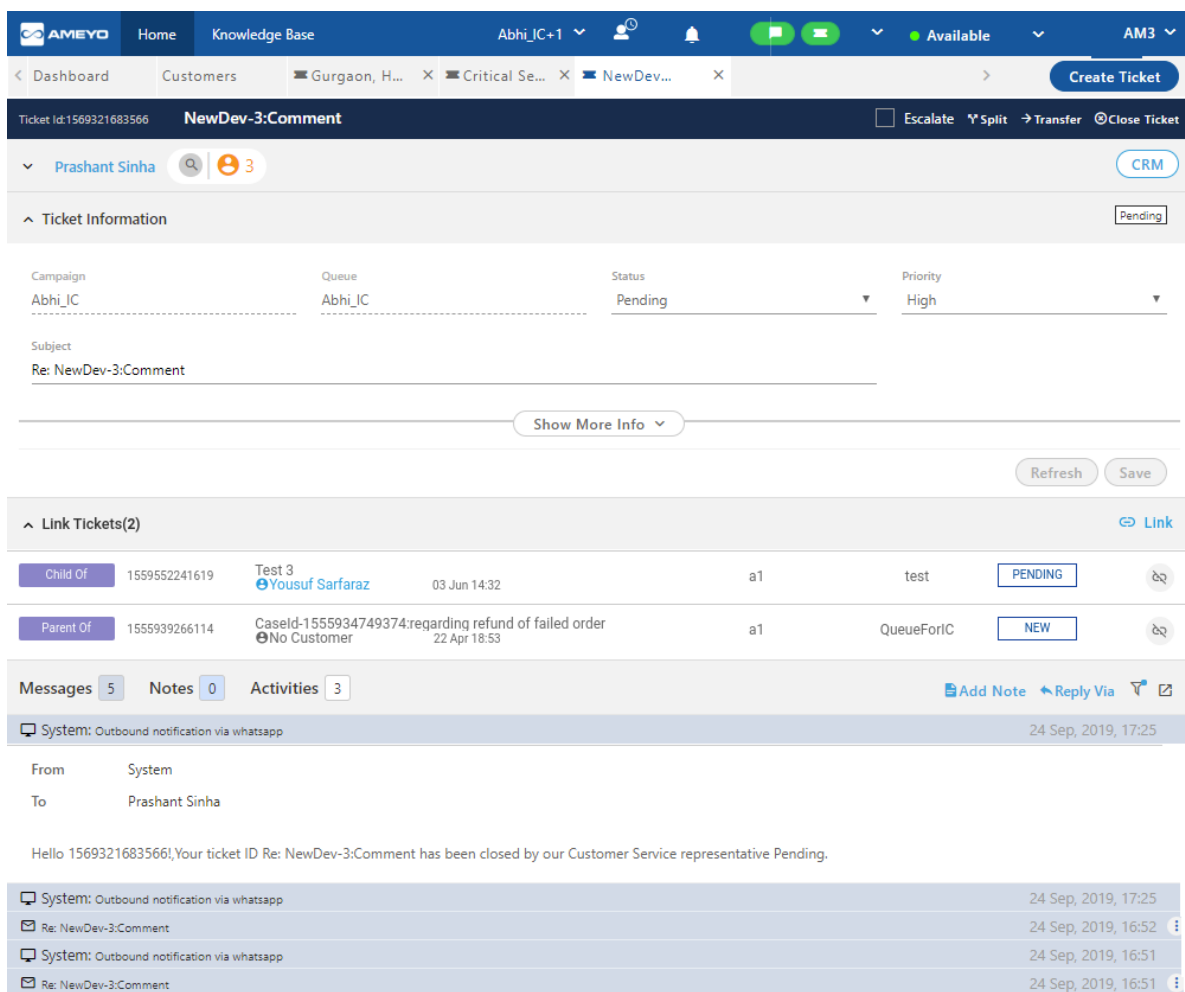 AMEYO Home Knowledge Base Abhi_IC+1 Available AM3
Dashboard Customers Gurgaon, H... Critical Se... NewDev... Create Ticket
Ticket Id:1569321683566 NewDev-3:Comment Escalate Split Transfer Close Ticket
Prashant Sinha 3 CRM
Ticket Information Pending
Campaign Queue Status Priority
Abhi_IC Abhi_IC Pending High
Subject
Re: NewDev-3:Comment
Show More Info
Refresh Save
Link Tickets(2) Link
Child Of 1559552241619 Test 3 a1 test PENDING
Yousuf Sarfaraz 03 Jun 14:32
Parent Of 1555939266114 CaseId-1555934749374:regarding refund of failed order a1 QueueForIC NEW
No Customer 22 Apr 18:53
Messages 5 Notes 0 Activities 3 Add Note Reply Via
System: Outbound notification via whatsapp 24 Sep, 2019, 17:25
From System
To Prashant Sinha
Hello 1569321683566!,Your ticket ID Re: NewDev-3:Comment has been closed by our Customer Service representative Pending.
System: Outbound notification via whatsapp 24 Sep, 2019, 17:25
Re: NewDev-3:Comment 24 Sep, 2019, 16:52
System: Outbound notification via whatsapp 24 Sep, 2019, 16:51
Re: NewDev-3:Comment 24 Sep, 2019, 16:51